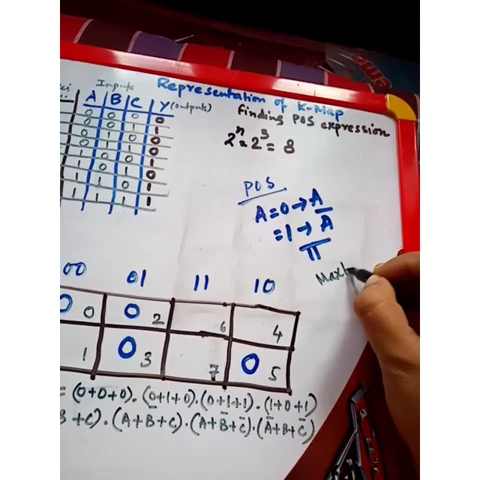 Representation of K-Map
Finding POS expression
Inputs
A B C Y (outputs)
0 0 0 0
0 0 1 1
0 1 0 0
0 1 1 0
1 0 0 1
1 0 1 0
1 1 0 1
1 1 1 1
2ⁿ = 2³ = 8
POS
A=0→A
=1→A̅
π
Max
00 01 11 10
0 0 0 2 6 4
1 0 3 7 0 5
= (0+0+0).(0+1+0).(0+1+1).(1+0+1)
B+C).(A+B̅+C).(A+B̅+C̅).(A̅+B+C̅)